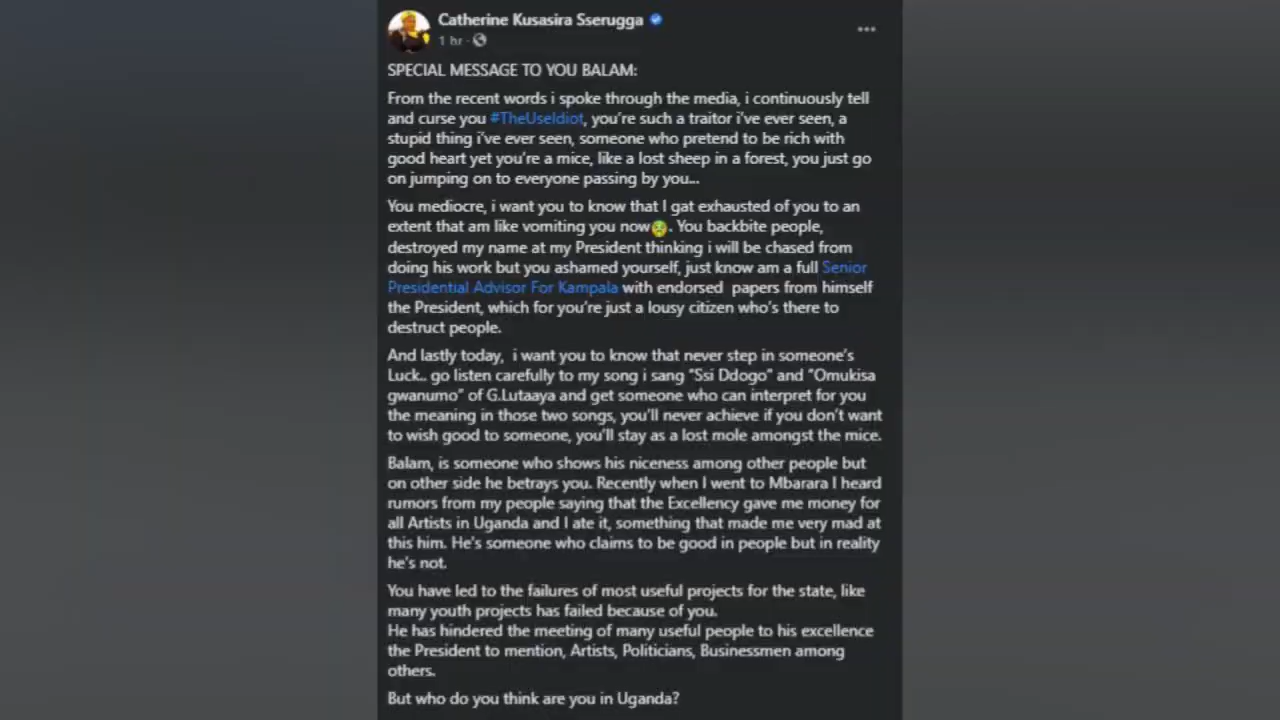 Catherine Kusasira Sserugga
1 hr ·
SPECIAL MESSAGE TO YOU BALAM:
From the recent words i spoke through the media, i continuously tell
and curse you #TheUseIdiot, you're such a traitor i've ever seen, a
stupid thing i've ever seen, someone who pretend to be rich with
good heart yet you're a mice, like a lost sheep in a forest, you just go
on jumping on to everyone passing by you...
You mediocre, i want you to know that I gat exhausted of you to an
extent that am like vomiting you now🤢. You backbite people,
destroyed my name at my President thinking i will be chased from
doing his work but you ashamed yourself, just know am a full Senior
Presidential Advisor For Kampala with endorsed papers from himself
the President, which for you're just a lousy citizen who's there to
destruct people.
And lastly today, i want you to know that never step in someone's
Luck.. go listen carefully to my song i sang "Ssi Ddogo" and "Omukisa
gwanumo" of G.Lutaaya and get someone who can interpret for you
the meaning in those two songs, you'll never achieve if you don't want
to wish good to someone, you'll stay as a lost mole amongst the mice.
Balam, is someone who shows his niceness among other people but
on other side he betrays you. Recently when I went to Mbarara I heard
rumors from my people saying that the Excellency gave me money for
all Artists in Uganda and I ate it, something that made me very mad at
this him. He's someone who claims to be good in people but in reality
he's not.
You have led to the failures of most useful projects for the state, like
many youth projects has failed because of you.
He has hindered the meeting of many useful people to his excellence
the President to mention, Artists, Politicians, Businessmen among
others.
But who do you think are you in Uganda?